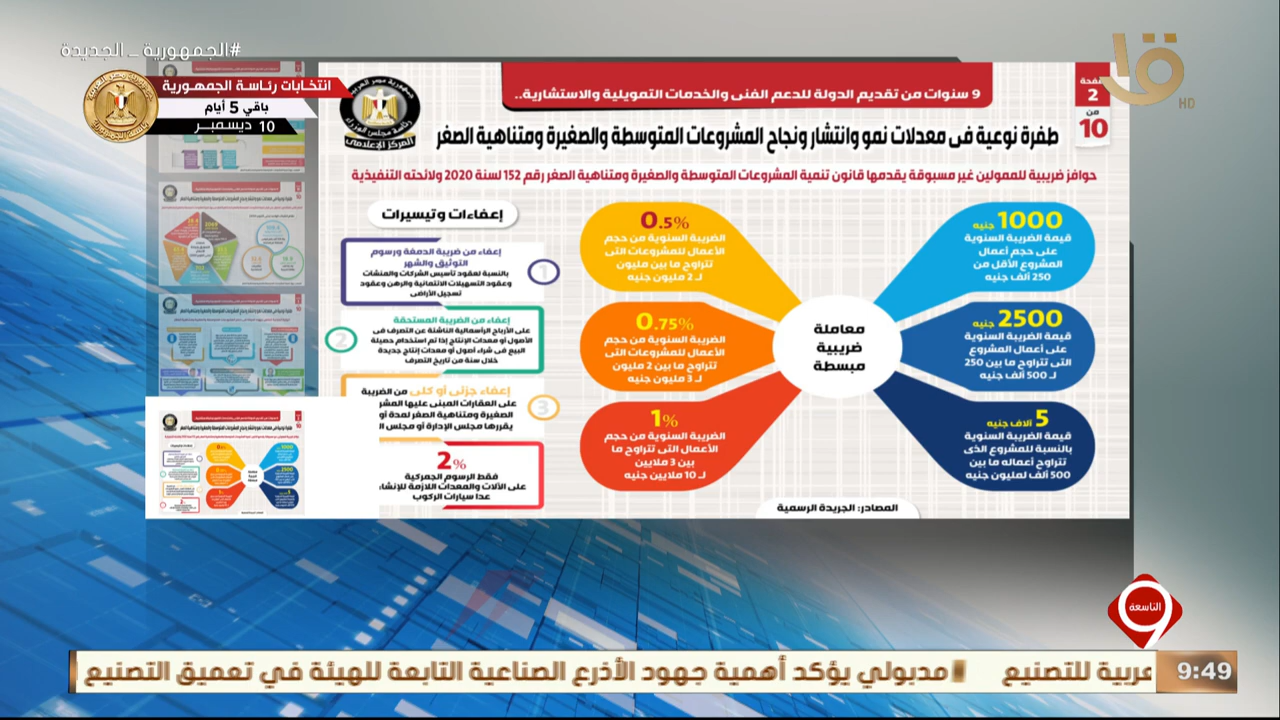 #الجمهورية _ الجديدة
انتخابات رئاسة الجمهورية
باقي 5 أيام
10 ديسمبر
HD
صفحة
2
من
10
9 سنوات من تقديم الدولة للدعم الفنى والخدمات التمويلية والاستشارية..
طفرة نوعية فى معدلات نمو وانتشار ونجاح المشروعات المتوسطة والصغيرة ومتناهية الصغر
حوافز ضريبية للممولين غير مسبوقة يقدمها قانون تنمية المشروعات المتوسطة والصغيرة ومتناهية الصغر رقم 152 لسنة 2020 ولائحته التنفيذية
رئاسة مجلس الوزراء
المركز الإعلامى
معاملة
ضريبية
مبسطة
1000 جنيه
قيمة الضريبة السنوية
على حجم أعمال
المشروع الأقل من
250 ألف جنيه
2500 جنيه
قيمة الضريبة السنوية
على أعمال المشروع
التى تتراوح ما بين 250
لـ 500 ألف جنيه
5 آلاف جنيه
قيمة الضريبة السنوية
بالنسبة للمشروع الذى
تتراوح أعماله ما بين
500 ألف لمليون جنيه
0.5%
الضريبة السنوية من حجم
الأعمال للمشروعات التى
تتراوح ما بين مليون
لـ 2 مليون جنيه
0.75%
الضريبة السنوية من حجم
الأعمال للمشروعات التى
تتراوح ما بين 2 مليون
لـ 3 مليون جنيه
1%
الضريبة السنوية من حجم
الأعمال التى تتراوح ما
بين 3 ملايين
لـ 10 ملايين جنيه
إعفاءات وتيسيرات
1
إعفاء من ضريبة الدمغة ورسوم
التوثيق والشهر
بالنسبة لعقود تأسيس الشركات والمنشآت
وعقود التسهيلات الائتمانية والرهن وعقود
تسجيل الأراضى
2
إعفاء من الضريبة المستحقة
على الأرباح الرأسمالية الناشئة عن التصرف فى
الأصول أو معدات الإنتاج إذا تم استخدام حصيلة
البيع فى شراء أصول أو معدات إنتاج جديدة
خلال سنة من تاريخ التصرف
3
إعفاء جزئى أو كلى من الضريبة
على العقارات المبنى عليها المشر
الصغيرة ومتناهية الصغر لمدة أو
يقررها مجلس الإدارة أو مجلس ال
2%
فقط الرسوم الجمركية
على الآلات والمعدات اللازمة للإنشا
عدا سيارات الركوب
المصادر: الجريدة الرسمية
التاسعة
9
9:49
عربية للتصنيع
مدبولي يؤكد أهمية جهود الأذرع الصناعية التابعة للهيئة في تعميق التصنيع